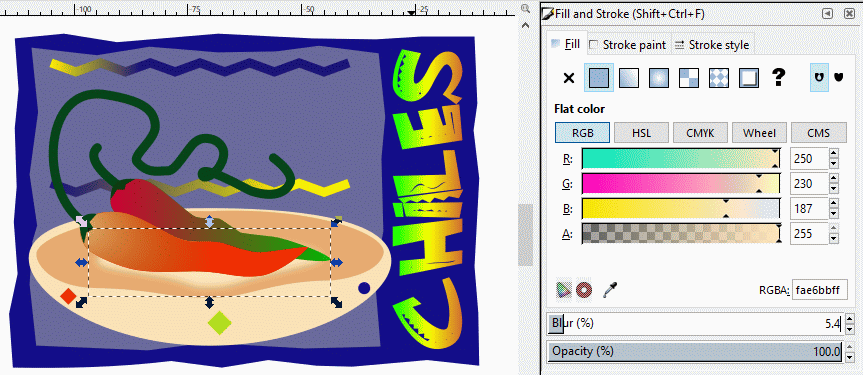 -100 -75 -50 -25
CHILES
Fill and Stroke (Shift+Ctrl+F)
Fill Stroke paint Stroke style
?
Flat color
RGB HSL CMYK Wheel CMS
R: 250
G: 230
B: 187
A: 255
RGBA: fae6bbff
Blur (%) 5.4
Opacity (%) 100.0